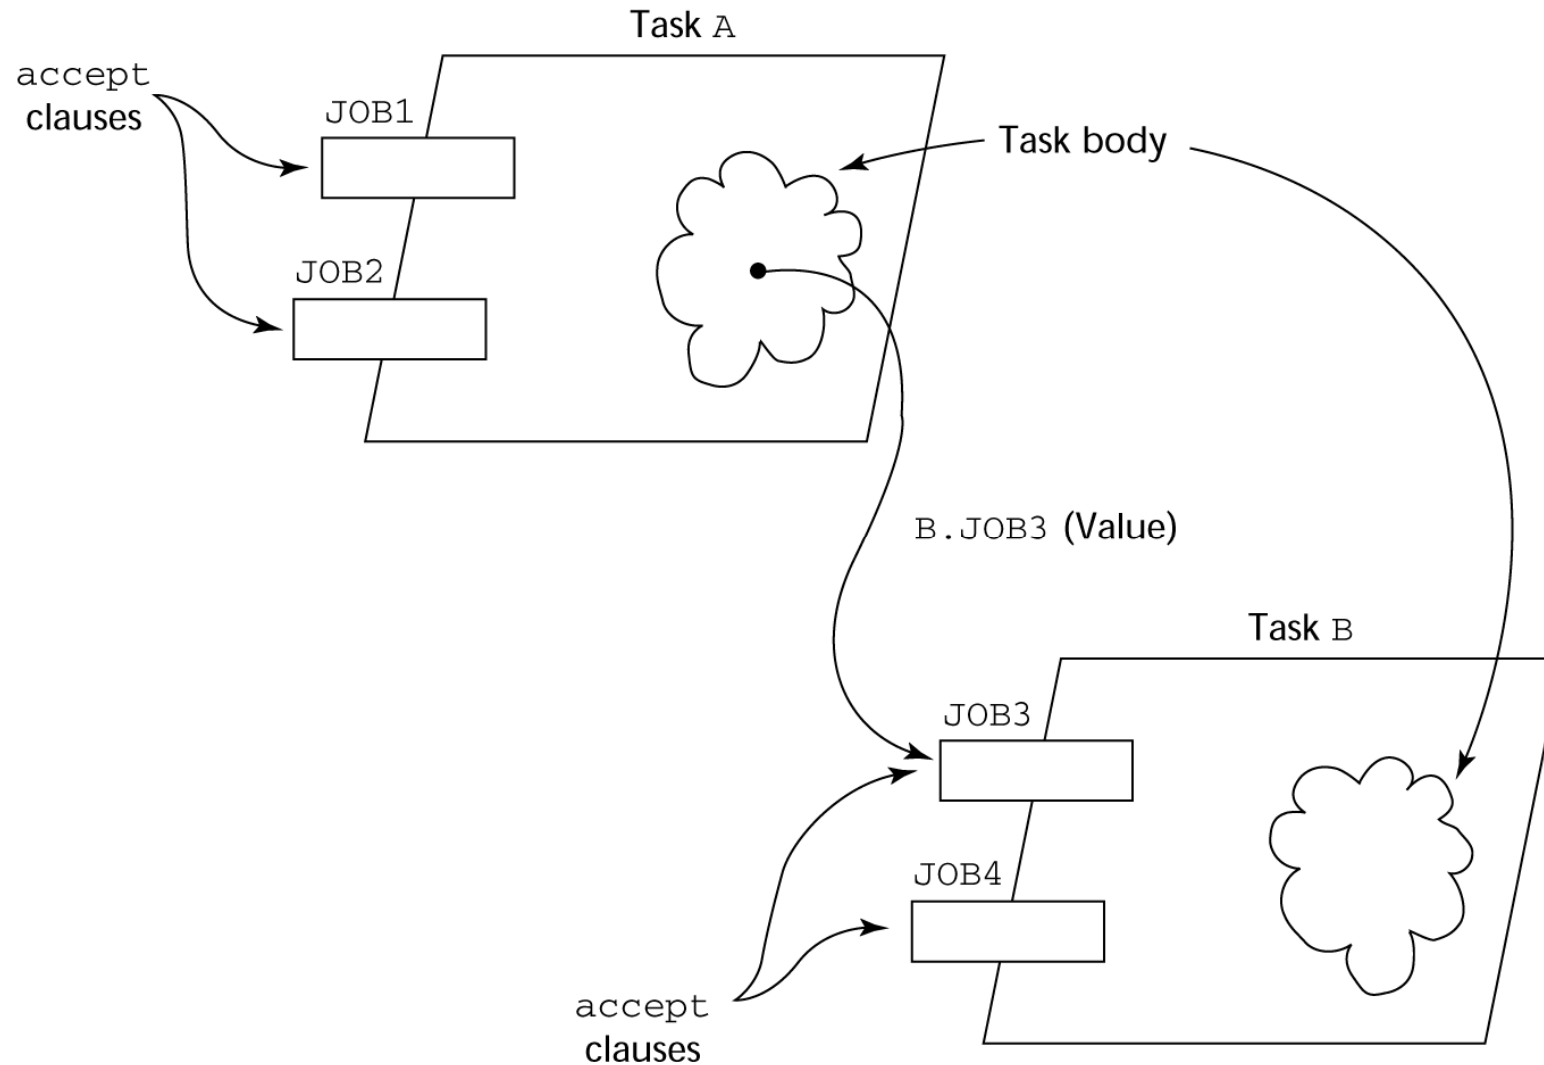 Task A
accept
clauses
JOB1
Task body
JOB2
B.JOB3 (Value)
Task B
JOB3
JOB4
accept
clauses